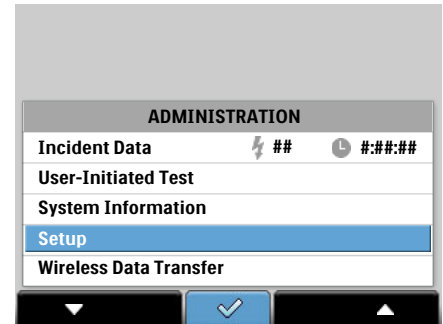 ADMINISTRATION
Incident Data ## #:##:##
User-Initiated Test
System Information
Setup
Wireless Data Transfer